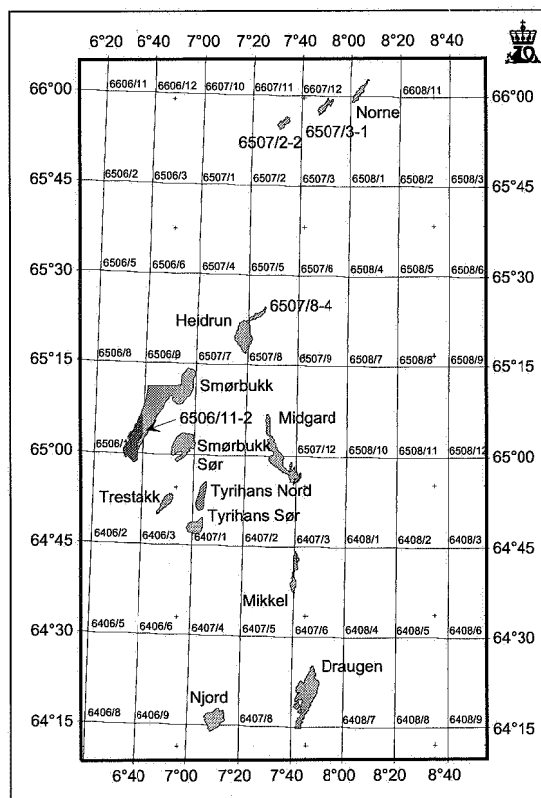 6°20' 6°40' 7°00' 7°20' 7°40' 8°00' 8°20' 8°40'
66°00' 6606/11 6606/12 6607/10 6607/11 6607/12 6608/11 66°00'
Norne
6507/3-1
6507/2-2
65°45' 6506/2 6506/3 6507/1 6507/2 6507/3 6508/1 6508/2 6508/3 65°45'
65°30' 6506/5 6506/6 6507/4 6507/5 6507/6 6508/4 6508/5 6508/6 65°30'
6507/8-4
Heidrun
65°15' 6506/8 6506/9 6507/7 6507/8 6507/9 6508/7 6508/8 6508/9 65°15'
Smørbukk
6506/11-2 Midgard
65°00' Smørbukk 6507/12 6508/10 6508/11 6508/12 65°00'
Sør
Trestakk Tyrihans Nord
Tyrihans Sør
64°45' 6406/2 6406/3 6407/1 6407/2 6407/3 6408/1 6408/2 6408/3 64°45'
Mikkel
64°30' 6406/5 6406/6 6407/4 6407/5 6407/6 6408/4 6408/5 6408/6 64°30'
Draugen
Njord
64°15' 6406/8 6406/9 6407/8 6408/7 6408/8 6408/9 64°15'
6°40' 7°00' 7°20' 7°40' 8°00' 8°20' 8°40'